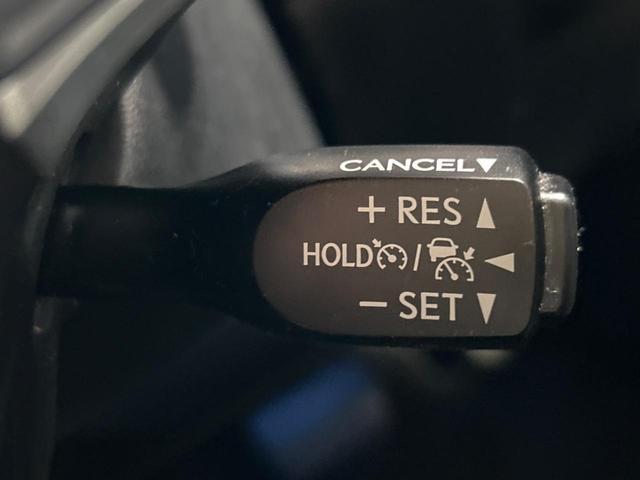 CANCEL▼
+ RES ▲
HOLD / ◀
− SET ▼